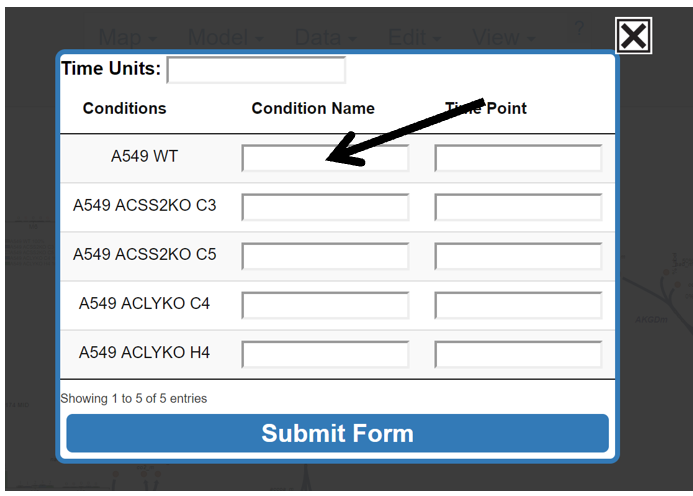 Map Model Data Edit View ?
Time Units:
Conditions Condition Name Time Point
A549 WT
A549 ACSS2KO C3
A549 ACSS2KO C5
A549 ACLYKO C4
A549 ACLYKO H4
Showing 1 to 5 of 5 entries
Submit Form